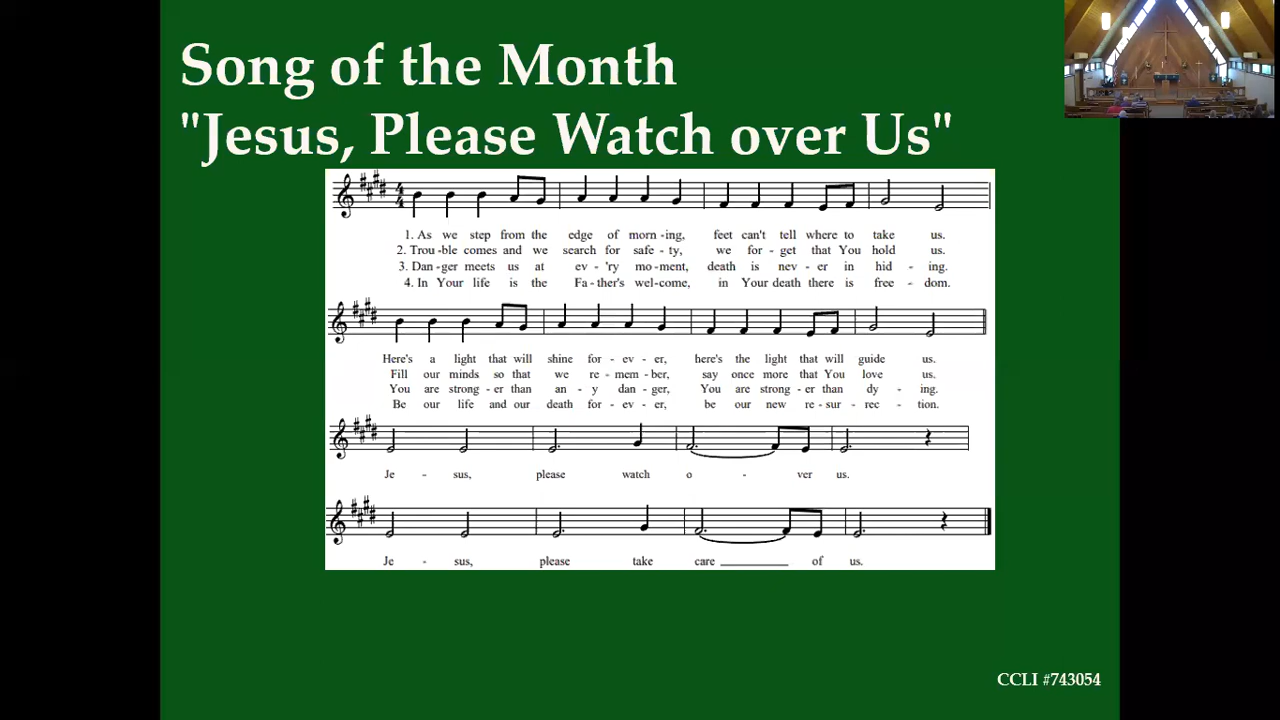 Song of the Month
"Jesus, Please Watch over Us"
1. As we step from the edge of morn - ing, feet can't tell where to take us.
2. Trou - ble comes and we search for safe - ty, we for - get that You hold us.
3. Dan - ger meets us at ev - 'ry mo - ment, death is nev - er in hid - ing.
4. In Your life is the Fa - ther's wel - come, in Your death there is free - dom.
Here's a light that will shine for - ev - er, here's the light that will guide us.
Fill our minds so that we re - mem - ber, say once more that You love us.
You are strong - er than an - y dan - ger, You are strong - er than dy - ing.
Be our life and our death for - ev - er, be our new re - sur - rec - tion.
Je - sus, please watch o - ver us.
Je - sus, please take care ____ of us.
CCLI #743054